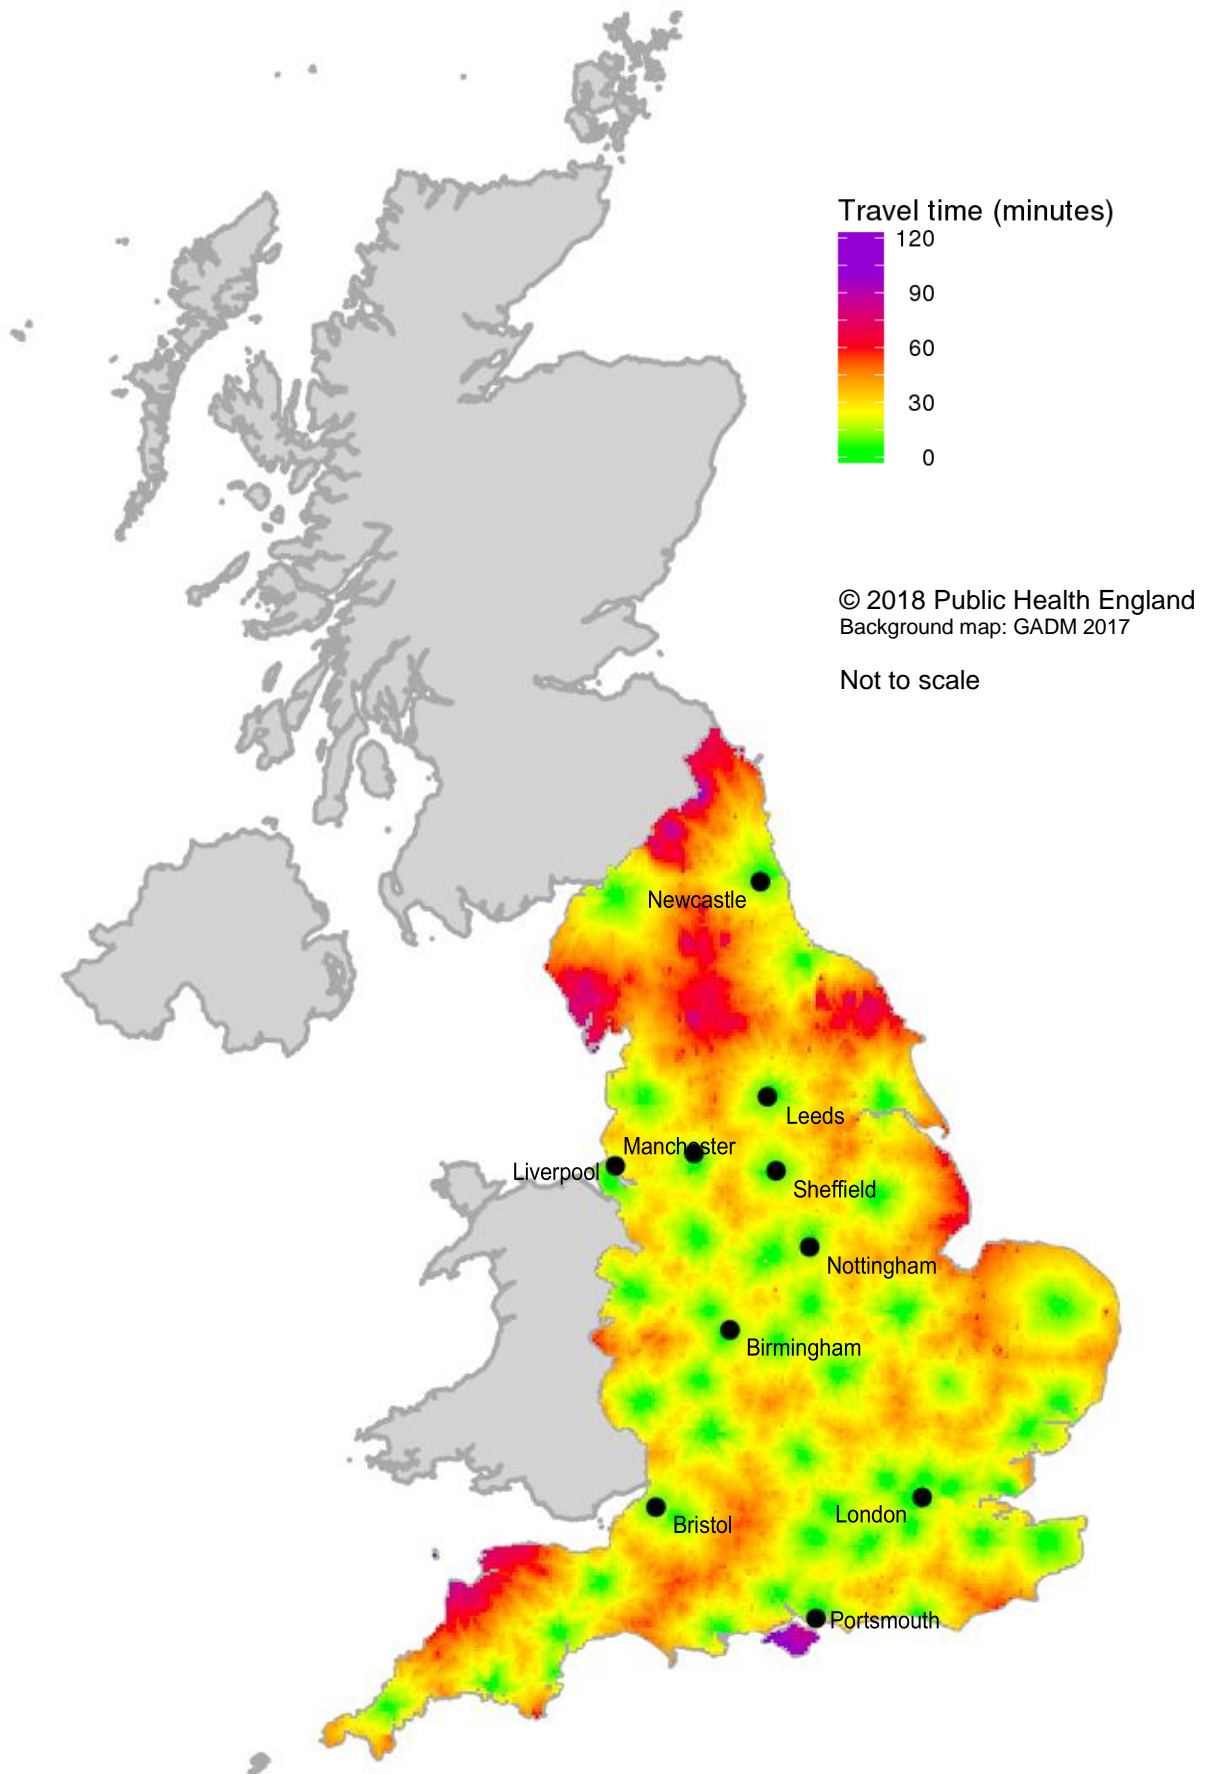 Travel time (minutes)
120
90
60
30
0
© 2018 Public Health England
Background map: GADM 2017
Not to scale
Newcastle
Leeds
Manchester
Liverpool
Sheffield
Nottingham
Birmingham
London
Bristol
Portsmouth